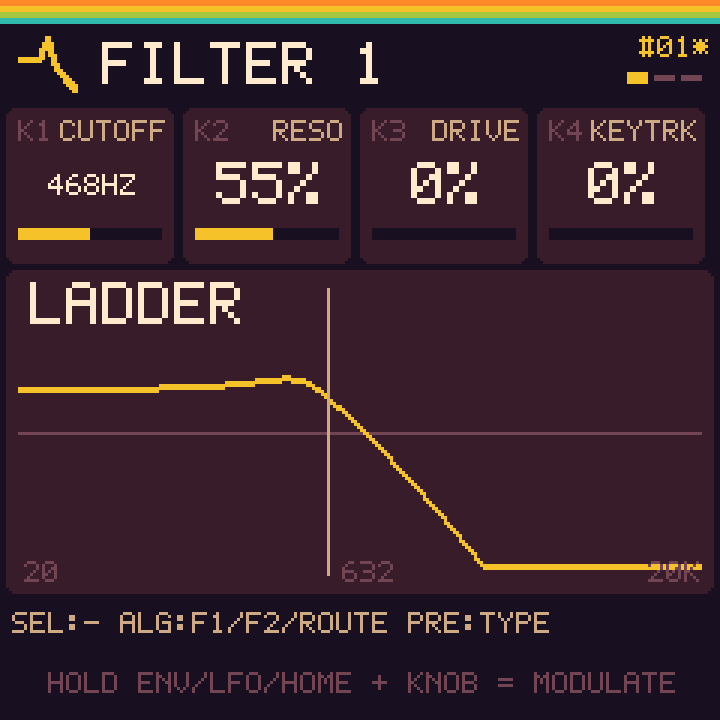 FILTER 1 #01*
K1 CUTOFF K2 RESO K3 DRIVE K4 KEYTRK
468HZ 55% 0% 0%
LADDER
20 632 20K
SEL:- ALG:F1/F2/ROUTE PRE:TYPE
HOLD ENV/LFO/HOME + KNOB = MODULATE